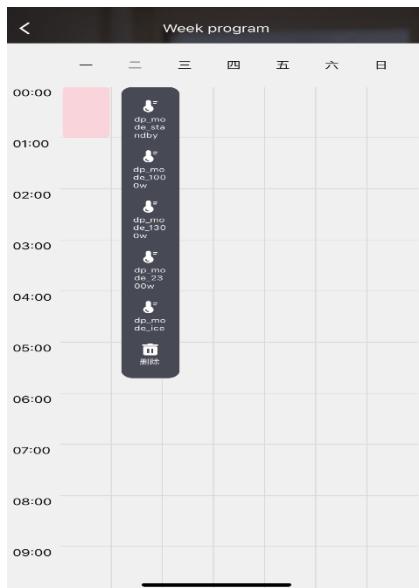 Week program
一 二 三 四 五 六 日
00:00
dp_mo
de_sta
ndby
01:00
dp_mo
de_100
0w
02:00
dp_mo
de_130
0w
03:00
dp_mo
de_23
00w
04:00
dp_mo
de_ice
05:00
删除
06:00
07:00
08:00
09:00